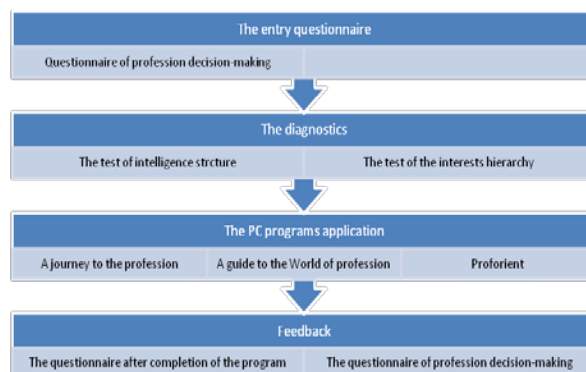 The entry questionnaire
Questionnaire of profession decision-making
The diagnostics
The test of intelligence strcture
The test of the interests hierarchy
The PC programs application
A journey to the profession
A guide to the World of profession
Proforient
Feedback
The questionnaire after completion of the program
The questionnaire of profession decision-making